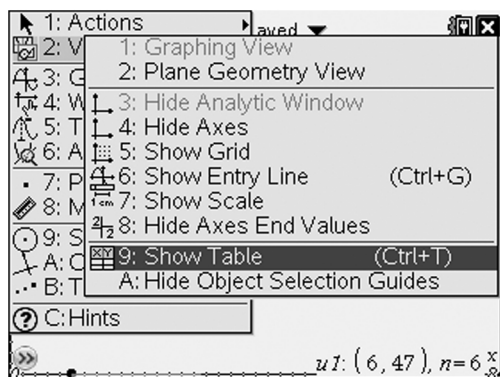 1: Actions
aved
2: V
1: Graphing View
2: Plane Geometry View
3: G
3: Hide Analytic Window
4: W
4: Hide Axes
5: T
5: Show Grid
6: A
6: Show Entry Line (Ctrl+G)
7: P
7: Show Scale
8: M
8: Hide Axes End Values
9: S
9: Show Table (Ctrl+T)
A: C
A: Hide Object Selection Guides
B: T
C: Hints
u1: ( 6, 47 ), n=6 x